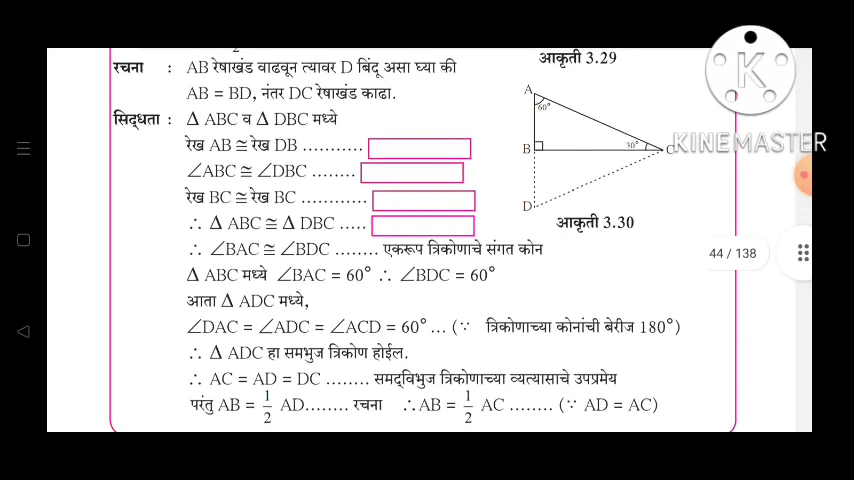 2
आकृती 3.29
रचना : AB रेषाखंड वाढवून त्यावर D बिंदू असा घ्या की
AB = BD, नंतर DC रेषाखंड काढा.
सिद्धता : Δ ABC व Δ DBC मध्ये
रेख AB ≅ रेख DB ...........
∠ABC ≅ ∠DBC ........
रेख BC ≅ रेख BC ............
∴ Δ ABC ≅ Δ DBC .....
∴ ∠BAC ≅ ∠BDC ........ एकरूप त्रिकोणाचे संगत कोन
Δ ABC मध्ये ∠BAC = 60° ∴ ∠BDC = 60°
आता Δ ADC मध्ये,
∠DAC = ∠ADC = ∠ACD = 60° ... (∵ त्रिकोणाच्या कोनांची बेरीज 180°)
∴ Δ ADC हा समभुज त्रिकोण होईल.
∴ AC = AD = DC ........ समद्विभुज त्रिकोणाच्या व्यत्यासाचे उपप्रमेय
परंतु AB = 1/2 AD........ रचना ∴AB = 1/2 AC ........ (∵ AD = AC)
A
60°
B
30°
C
D
आकृती 3.30
K
KINEMASTER
44 / 138